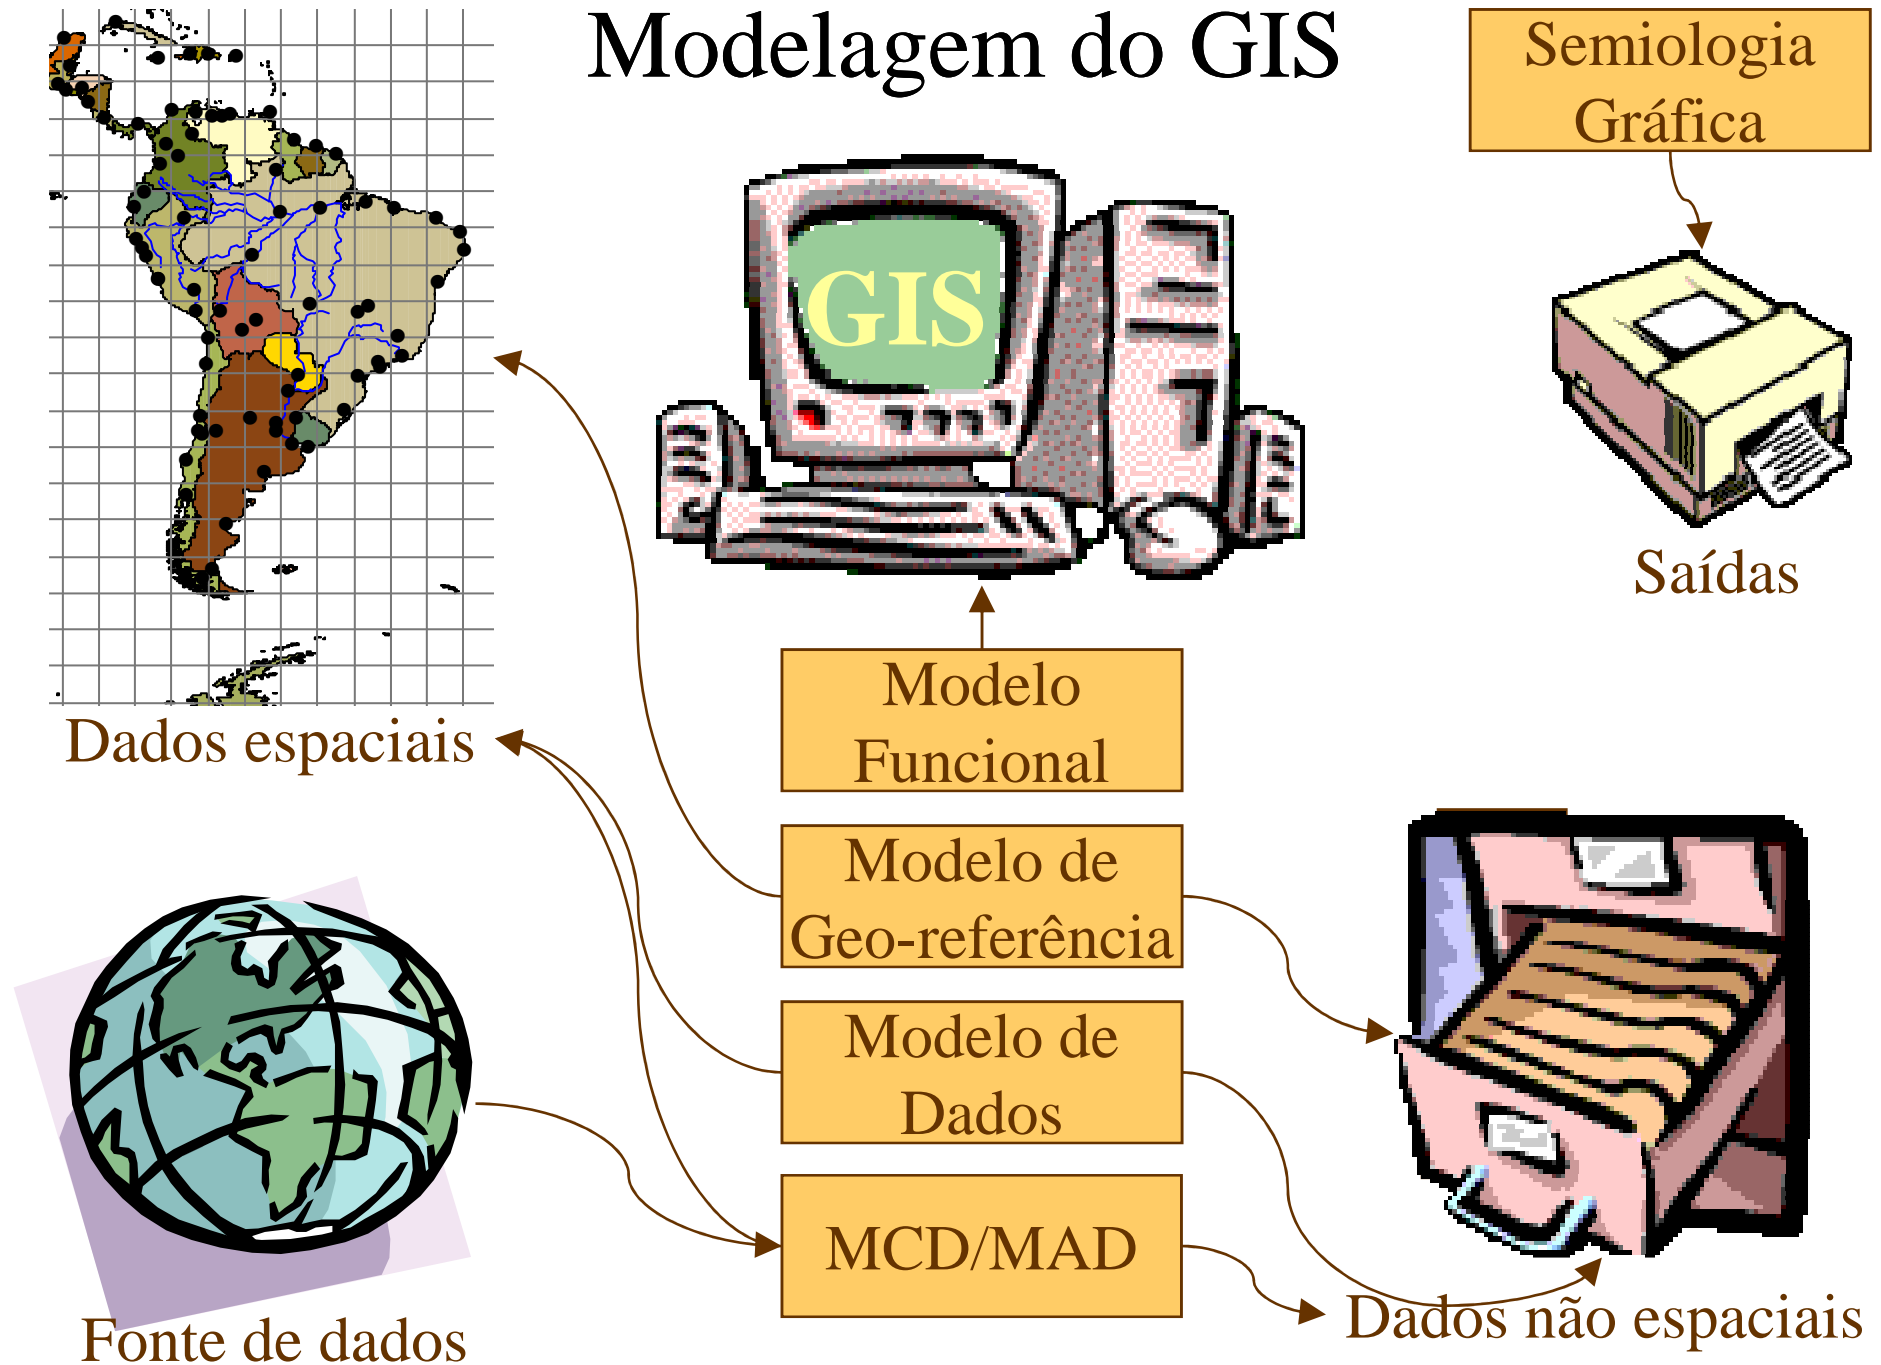 Modelagem do GIS
Semiologia
Gráfica
GIS
Saídas
Modelo
Funcional
Dados espaciais
Modelo de
Geo-referência
Modelo de
Dados
MCD/MAD
Dados não espaciais
Fonte de dados